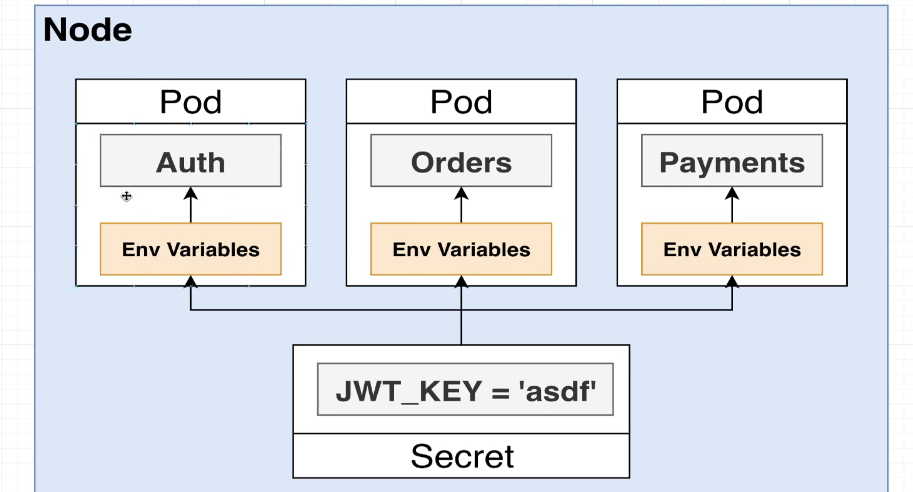 Node
Pod
Pod
Pod
Auth
Orders
Payments
Env Variables
Env Variables
Env Variables
JWT_KEY = 'asdf'
Secret